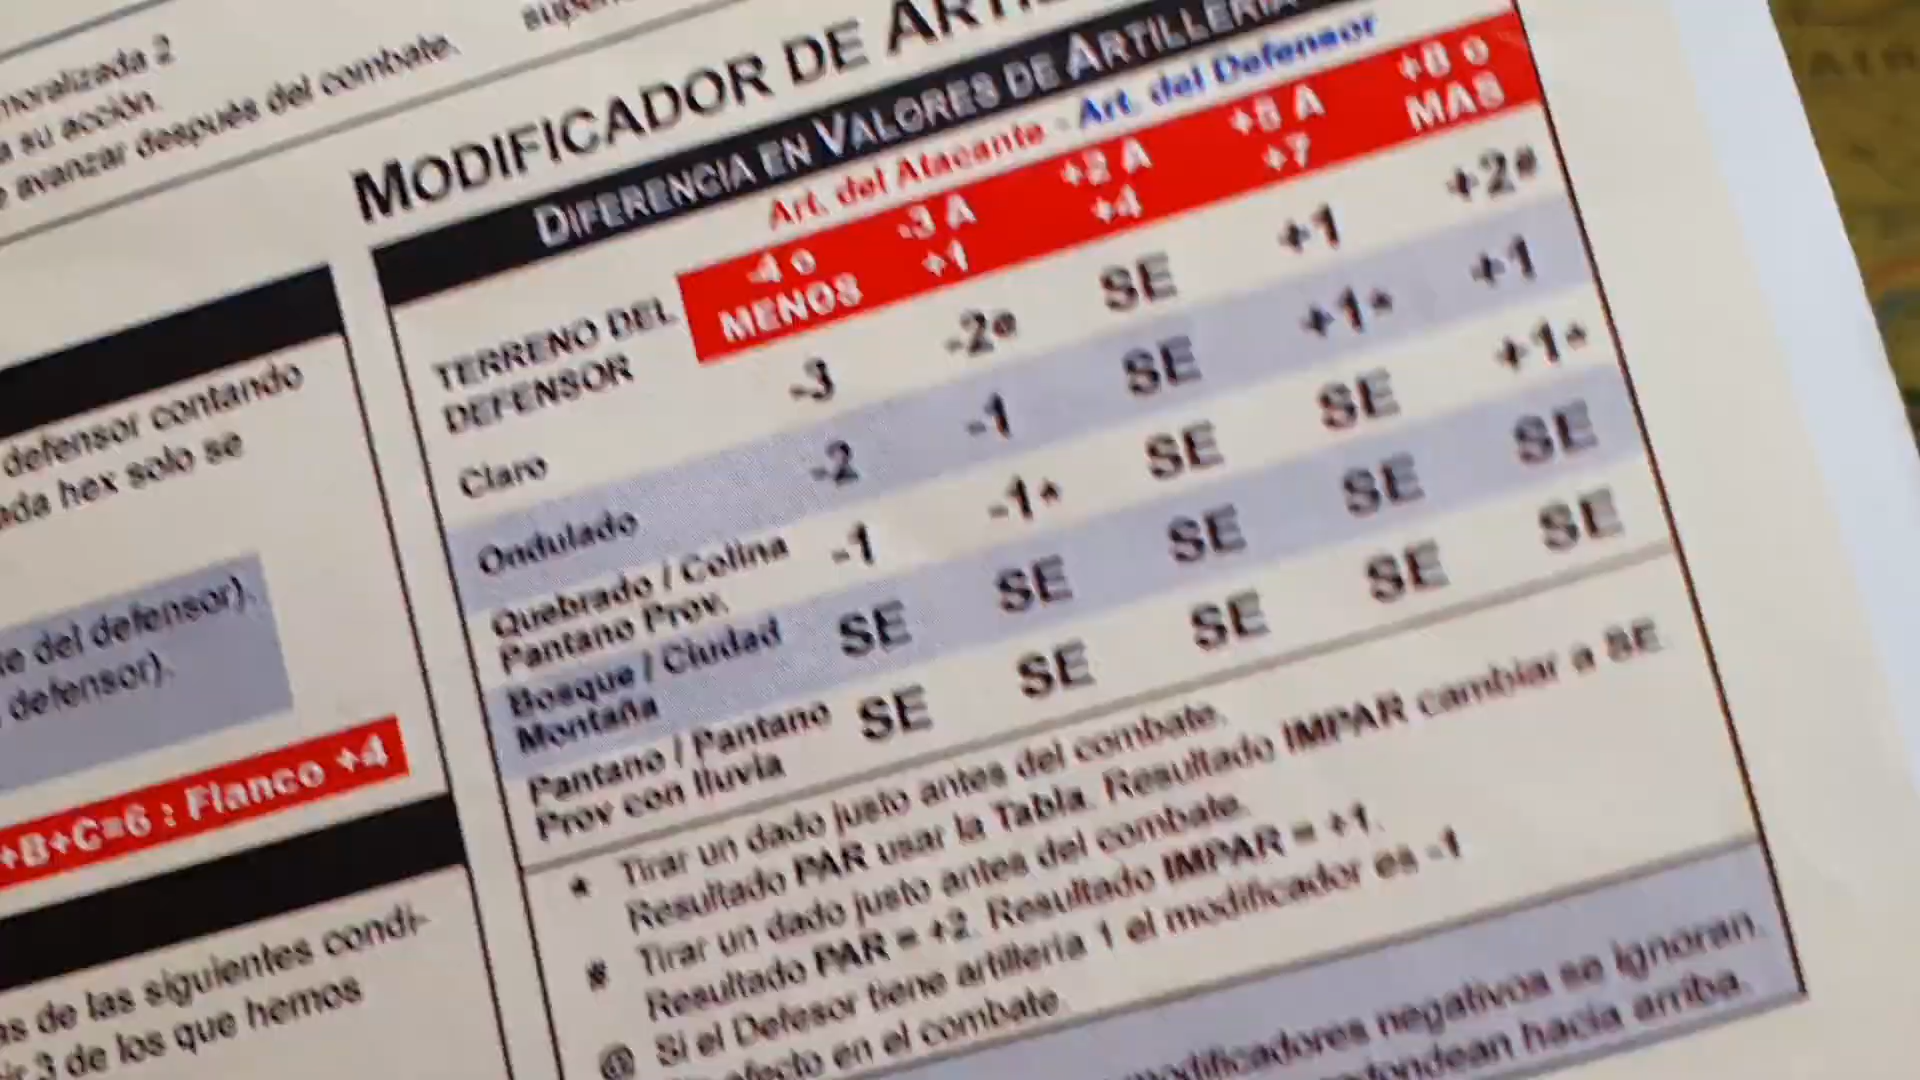 moralizada 2
a su acción.
avanzar después del combate.
MODIFICADOR DE
DIFERENCIA EN VALORES DE ARTILLERÍA
Art. del Atacante - Art. del Defensor
TERRENO DEL DEFENSOR -4 o MENOS -3 A +1 +2 A +4 +5 A +7 +8 o MAS
Claro -3 -2@ SE +1 +2#
Ondulado -2 -1 SE +1* +1
Quebrado / Colina Pantano Prov. -1 -1* SE SE +1*
Bosque / Ciudad Montaña SE SE SE SE SE
Pantano / Pantano Prov con lluvia SE SE SE SE SE
* Tirar un dado justo antes del combate.
Resultado PAR usar la Tabla. Resultado IMPAR cambiar a SE
# Tirar un dado justo antes del combate.
Resultado PAR = +2. Resultado IMPAR = +1.
@ Si el Defesor tiene artillería 1 el modificador es -1
efecto en el combate.
modificadores negativos se ignoran.
redondean hacia arriba.
defensor contando
ada hex solo se
te del defensor).
defensor).
+B+C=6 : Flanco +4
as de las siguientes condi-
ir 3 de los que hemos